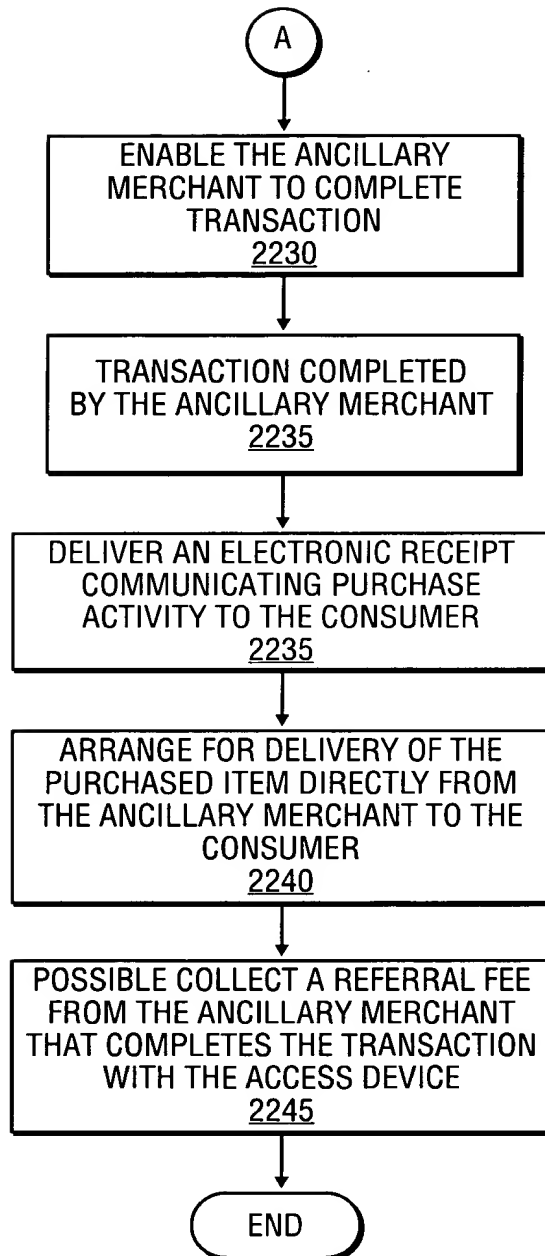 A
ENABLE THE ANCILLARY
MERCHANT TO COMPLETE
TRANSACTION
2230
TRANSACTION COMPLETED
BY THE ANCILLARY MERCHANT
2235
DELIVER AN ELECTRONIC RECEIPT
COMMUNICATING PURCHASE
ACTIVITY TO THE CONSUMER
2235
ARRANGE FOR DELIVERY OF THE
PURCHASED ITEM DIRECTLY FROM
THE ANCILLARY MERCHANT TO THE
CONSUMER
2240
POSSIBLE COLLECT A REFERRAL FEE
FROM THE ANCILLARY MERCHANT
THAT COMPLETES THE TRANSACTION
WITH THE ACCESS DEVICE
2245
END